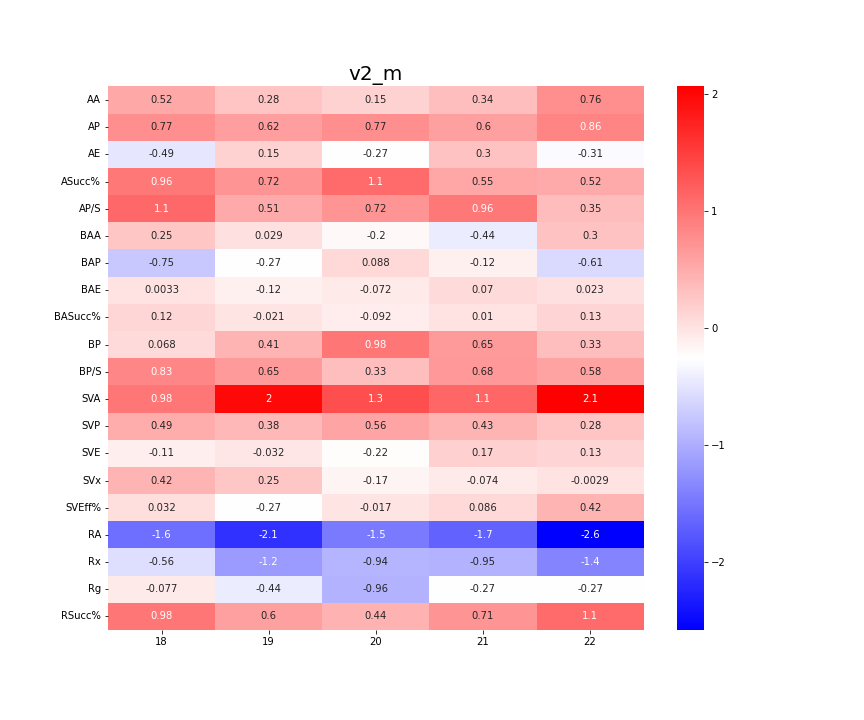 v2_m
AA 0.52 0.28 0.15 0.34 0.76
AP 0.77 0.62 0.77 0.6 0.86
AE -0.49 0.15 -0.27 0.3 -0.31
ASucc% 0.96 0.72 1.1 0.55 0.52
AP/S 1.1 0.51 0.72 0.96 0.35
BAA 0.25 0.029 -0.2 -0.44 0.3
BAP -0.75 -0.27 0.088 -0.12 -0.61
BAE 0.0033 -0.12 -0.072 0.07 0.023
BASucc% 0.12 -0.021 -0.092 0.01 0.13
BP 0.068 0.41 0.98 0.65 0.33
BP/S 0.83 0.65 0.33 0.68 0.58
SVA 0.98 2 1.3 1.1 2.1
SVP 0.49 0.38 0.56 0.43 0.28
SVE -0.11 -0.032 -0.22 0.17 0.13
SVx 0.42 0.25 -0.17 -0.074 -0.0029
SVEff% 0.032 -0.27 -0.017 0.086 0.42
RA -1.6 -2.1 -1.5 -1.7 -2.6
Rx -0.56 -1.2 -0.94 -0.95 -1.4
Rg -0.077 -0.44 -0.96 -0.27 -0.27
RSucc% 0.98 0.6 0.44 0.71 1.1
18 19 20 21 22
2
1
0
−1
−2